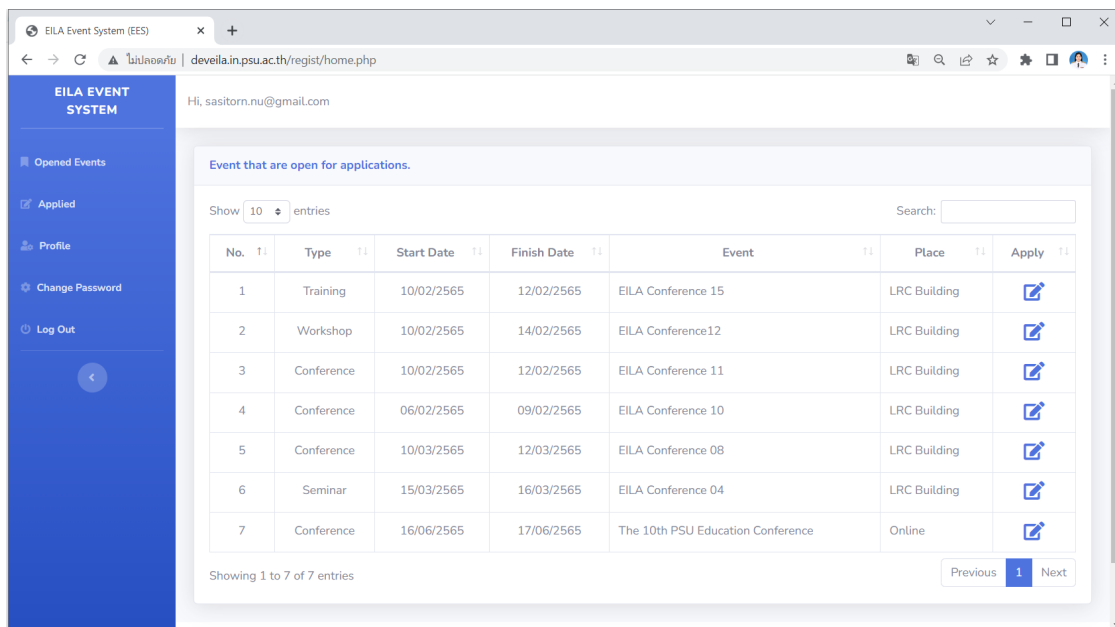 EILA Event System (EES)
ไม่ปลอดภัย | deveila.in.psu.ac.th/regist/home.php
EILA EVENT
SYSTEM
Hi, sasitorn.nu@gmail.com
Opened Events
Applied
Profile
Change Password
Log Out
Event that are open for applications.
Show 10 entries
Search:
No. Type Start Date Finish Date Event Place Apply
1 Training 10/02/2565 12/02/2565 EILA Conference 15 LRC Building
2 Workshop 10/02/2565 14/02/2565 EILA Conference12 LRC Building
3 Conference 10/02/2565 12/02/2565 EILA Conference 11 LRC Building
4 Conference 06/02/2565 09/02/2565 EILA Conference 10 LRC Building
5 Conference 10/03/2565 12/03/2565 EILA Conference 08 LRC Building
6 Seminar 15/03/2565 16/03/2565 EILA Conference 04 LRC Building
7 Conference 16/06/2565 17/06/2565 The 10th PSU Education Conference Online
Showing 1 to 7 of 7 entries
Previous 1 Next